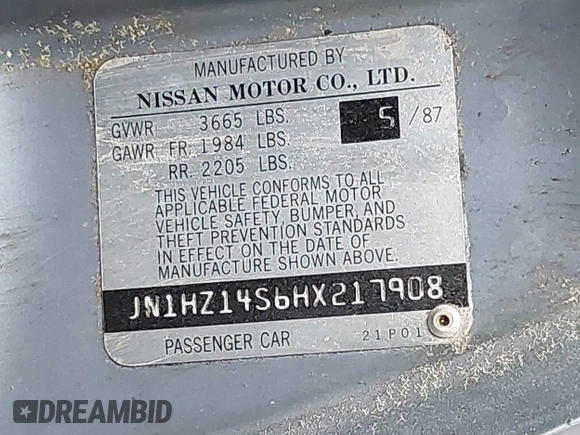 MANUFACTURED BY
NISSAN MOTOR CO., LTD.
GVWR 3665 LBS. 5 /87
GAWR FR 1984 LBS.
RR 2205 LBS.
THIS VEHICLE CONFORMS TO ALL
APPLICABLE FEDERAL MOTOR
VEHICLE SAFETY, BUMPER, AND
THEFT PREVENTION STANDARDS
IN EFFECT ON THE DATE OF
MANUFACTURE SHOWN ABOVE.
JN1HZ14S6HX217908
PASSENGER CAR 21P01
DREAMBID